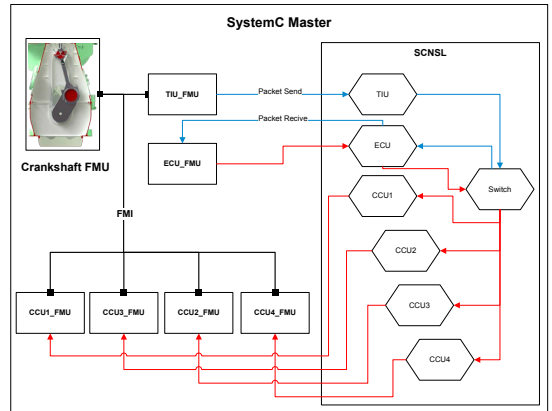 SystemC Master
SCNSL
TIU_FMU
Packet Send
TIU
Packet Recive
ECU
Crankshaft FMU
ECU_FMU
CCU1
Switch
FMI
CCU2
CCU1_FMU
CCU3_FMU
CCU2_FMU
CCU4_FMU
CCU3
CCU4